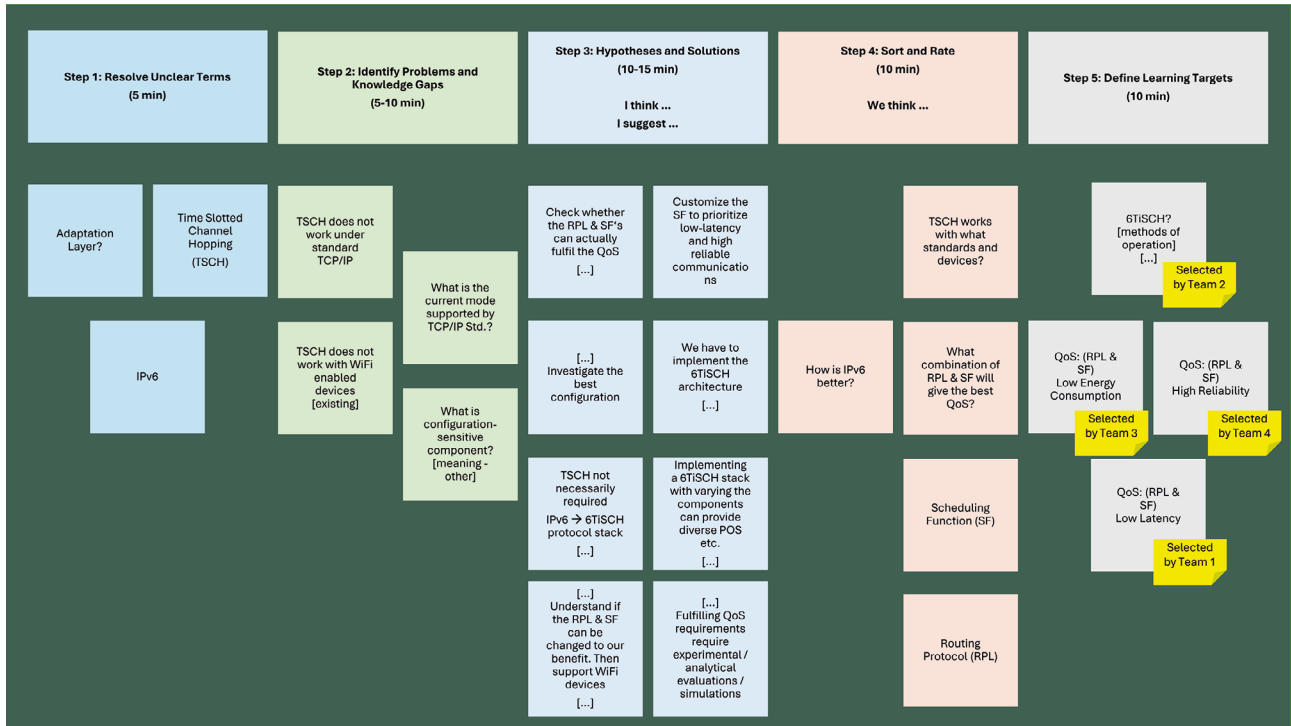 Step 1: Resolve Unclear Terms
(5 min)
Step 2: Identify Problems and
Knowledge Gaps
(5-10 min)
Step 3: Hypotheses and Solutions
(10-15 min)
I think ...
I suggest ...
Step 4: Sort and Rate
(10 min)
We think ...
Step 5: Define Learning Targets
(10 min)
Adaptation
Layer?
Time Slotted
Channel
Hopping
(TSCH)
IPv6
TSCH does not
work under
standard
TCP/IP
What is the
current mode
supported by
TCP/IP Std.?
TSCH does not
work with WiFi
enabled
devices
[existing]
What is
configuration-
sensitive
component?
[meaning -
other]
Check whether
the RPL & SF's
can actually
fulfil the QoS
[...]
Customize the
SF to prioritize
low-latency
and high
reliable
communicatio
ns
[...]
Investigate the
best
configuration
We have to
implement the
6TiSCH
architecture
[...]
TSCH not
necessarily
required
IPv6 → 6TiSCH
protocol stack
[...]
Implementing
a 6TiSCH stack
with varying the
components
can provide
diverse POS
etc.
[...]
[...]
Understand if
the RPL & SF
can be
changed to our
benefit. Then
support WiFi
devices
[...]
[...]
Fulfilling QoS
requirements
require
experimental /
analytical
evaluations /
simulations
TSCH works
with what
standards and
devices?
How is IPv6
better?
What
combination of
RPL & SF will
give the best
QoS?
Scheduling
Function (SF)
Routing
Protocol (RPL)
6TiSCH?
[methods of
operation]
[...]
Selected
by Team 2
QoS: (RPL &
SF)
Low Energy
Consumption
Selected
by Team 3
QoS: (RPL &
SF)
High Reliability
Selected
by Team 4
QoS: (RPL &
SF)
Low Latency
Selected
by Team 1